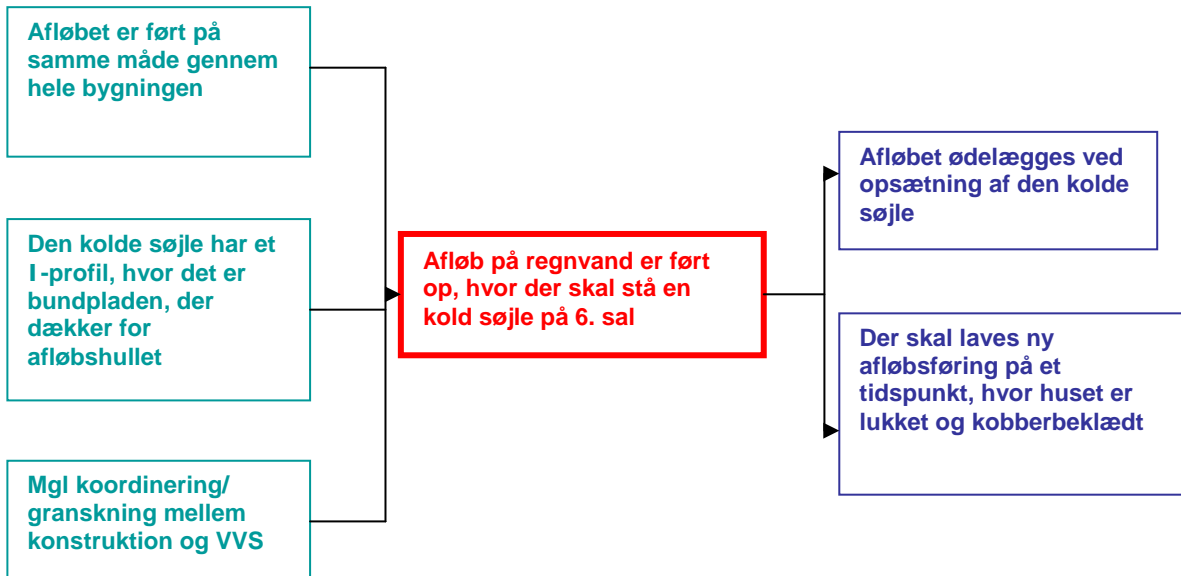 Afløbet er ført på
samme måde gennem
hele bygningen
Den kolde søjle har et
I-profil, hvor det er
bundpladen, der
dækker for
afløbshullet
Mgl koordinering/
granskning mellem
konstruktion og VVS
Afløb på regnvand er ført
op, hvor der skal stå en
kold søjle på 6. sal
Afløbet ødelægges ved
opsætning af den kolde
søjle
Der skal laves ny
afløbsføring på et
tidspunkt, hvor huset er
lukket og kobberbeklædt